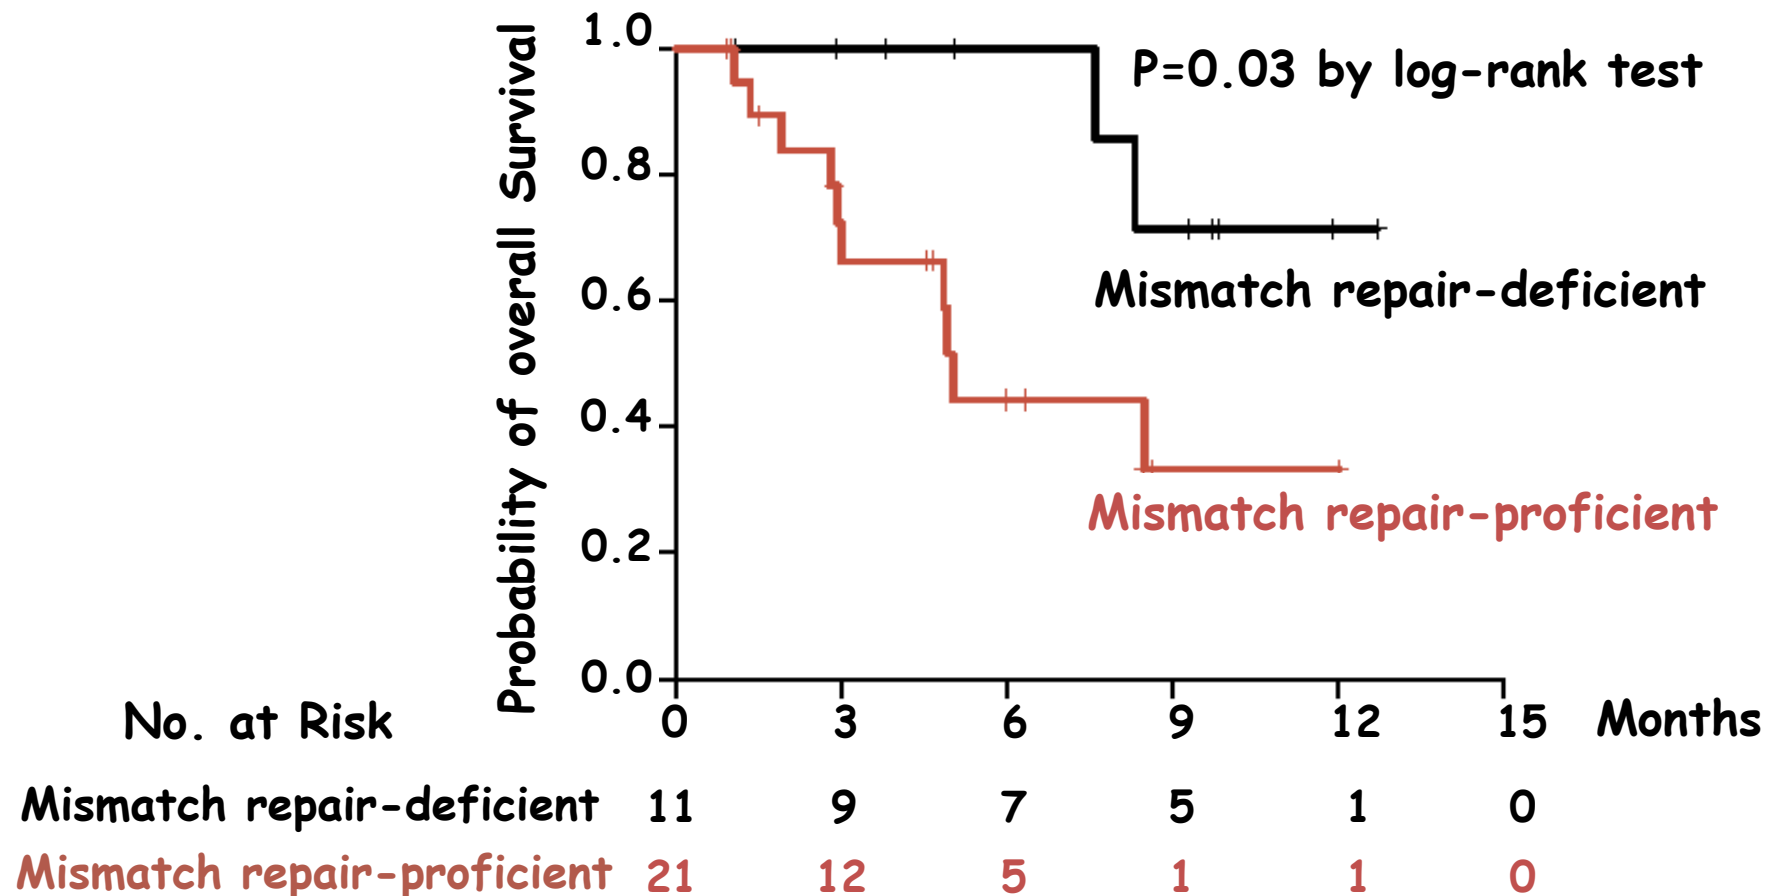 Probability of overall Survival
1.0
0.8
0.6
0.4
0.2
0.0
P=0.03 by log-rank test
Mismatch repair-deficient
Mismatch repair-proficient
No. at Risk 0 3 6 9 12 15 Months
Mismatch repair-deficient 11 9 7 5 1 0
Mismatch repair-proficient 21 12 5 1 1 0